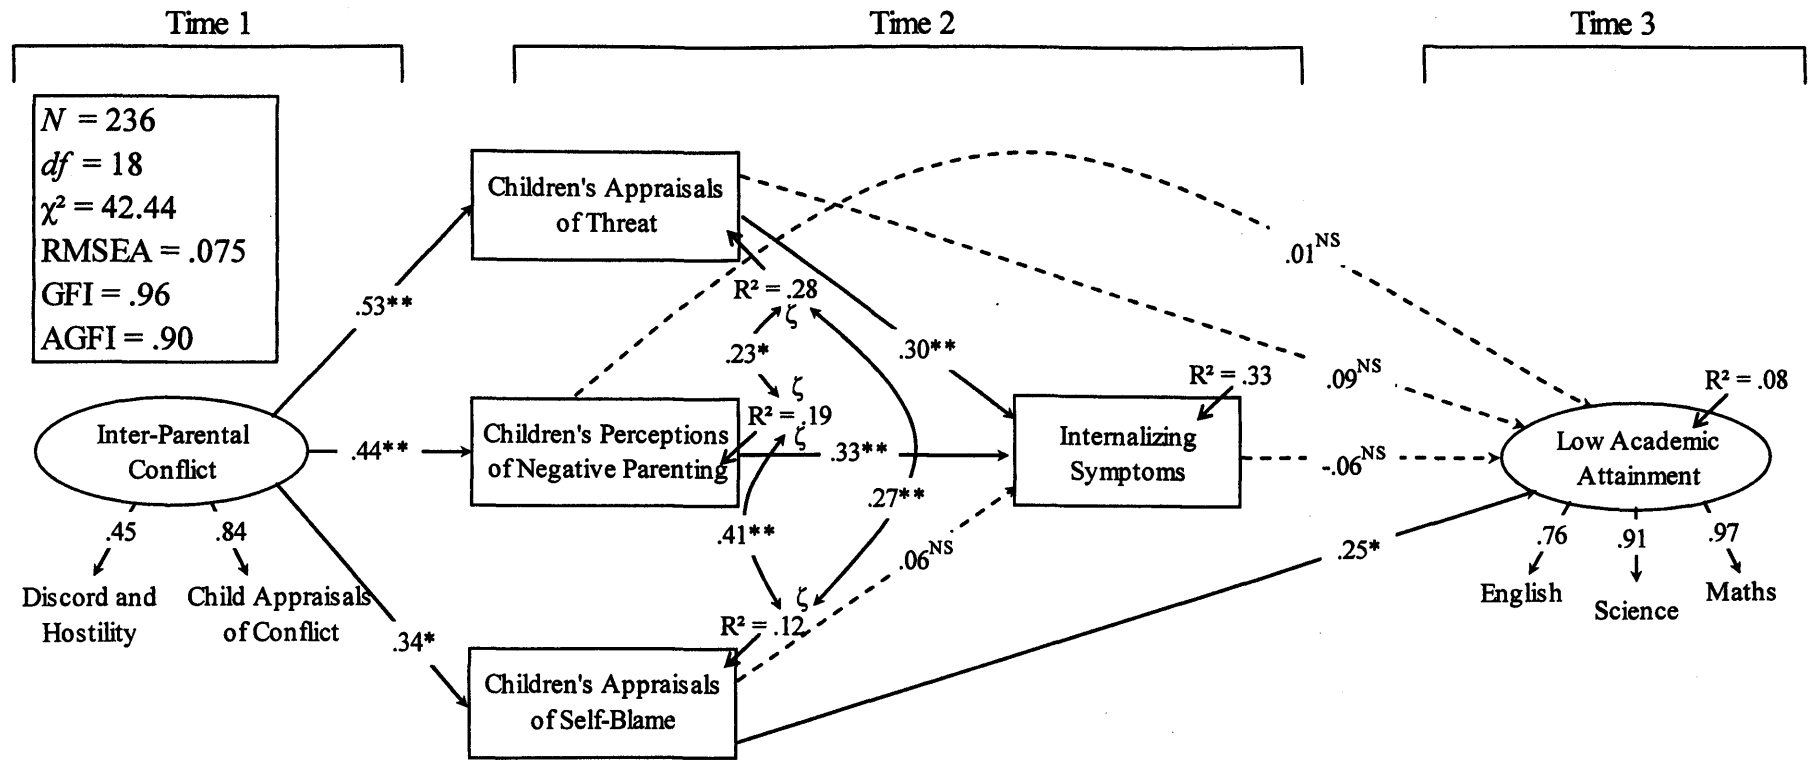 Time 1
Time 2
Time 3
N = 236
df = 18
χ² = 42.44
RMSEA = .075
GFI = .96
AGFI = .90
Children's Appraisals
of Threat
.01NS
R² = .28
ζ
.53**
.23*
.30**
.09NS
R² = .33
R² = .08
ζ
R² = .19
ζ
Inter-Parental
Conflict
.44**
Children's Perceptions
of Negative Parenting
.33**
Internalizing
Symptoms
-.06NS
Low Academic
Attainment
.27**
.45
.84
.41**
.06NS
.25*
.76
.91
.97
Discord and
Hostility
Child Appraisals
of Conflict
English
Science
Maths
ζ
R² = .12
.34*
Children's Appraisals
of Self-Blame